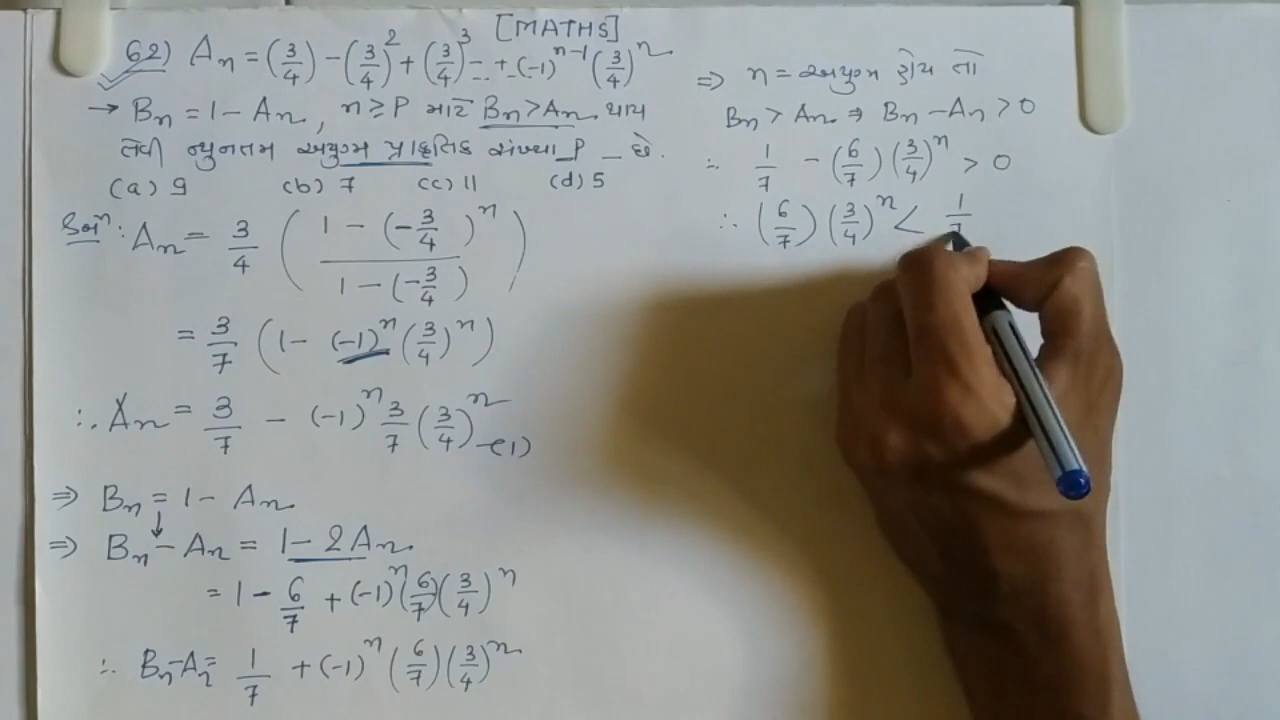 [MATHS]
62) Aₙ = (3/4) - (3/4)² + (3/4)³ - -- + (-1)ⁿ⁻¹ (3/4)ⁿ
→ Bₙ = 1 - Aₙ, n ≥ P માટે Bₙ > Aₙ થાય
તેવી ન્યુનતમ અયુગ્મ પ્રાકૃતિક સંખ્યા P _ છે.
(a) 9 (b) 7 (c) 11 (d) 5
ઉકેલ : Aₙ = 3/4 ( (1 - (-3/4)ⁿ) / (1 - (-3/4)) )
= 3/7 (1 - (-1)ⁿ (3/4)ⁿ)
∴ Aₙ = 3/7 - (-1)ⁿ 3/7 (3/4)ⁿ -(1)
⇒ Bₙ = 1 - Aₙ
⇒ Bₙ - Aₙ = 1 - 2Aₙ
= 1 - 6/7 + (-1)ⁿ (6/7)(3/4)ⁿ
∴ Bₙ - Aₙ = 1/7 + (-1)ⁿ (6/7)(3/4)ⁿ
⇒ n = અયુગ્મ હોય તો
Bₙ > Aₙ ⇒ Bₙ - Aₙ > 0
∴ 1/7 - (6/7)(3/4)ⁿ > 0
∴ (6/7)(3/4)ⁿ < 1/7